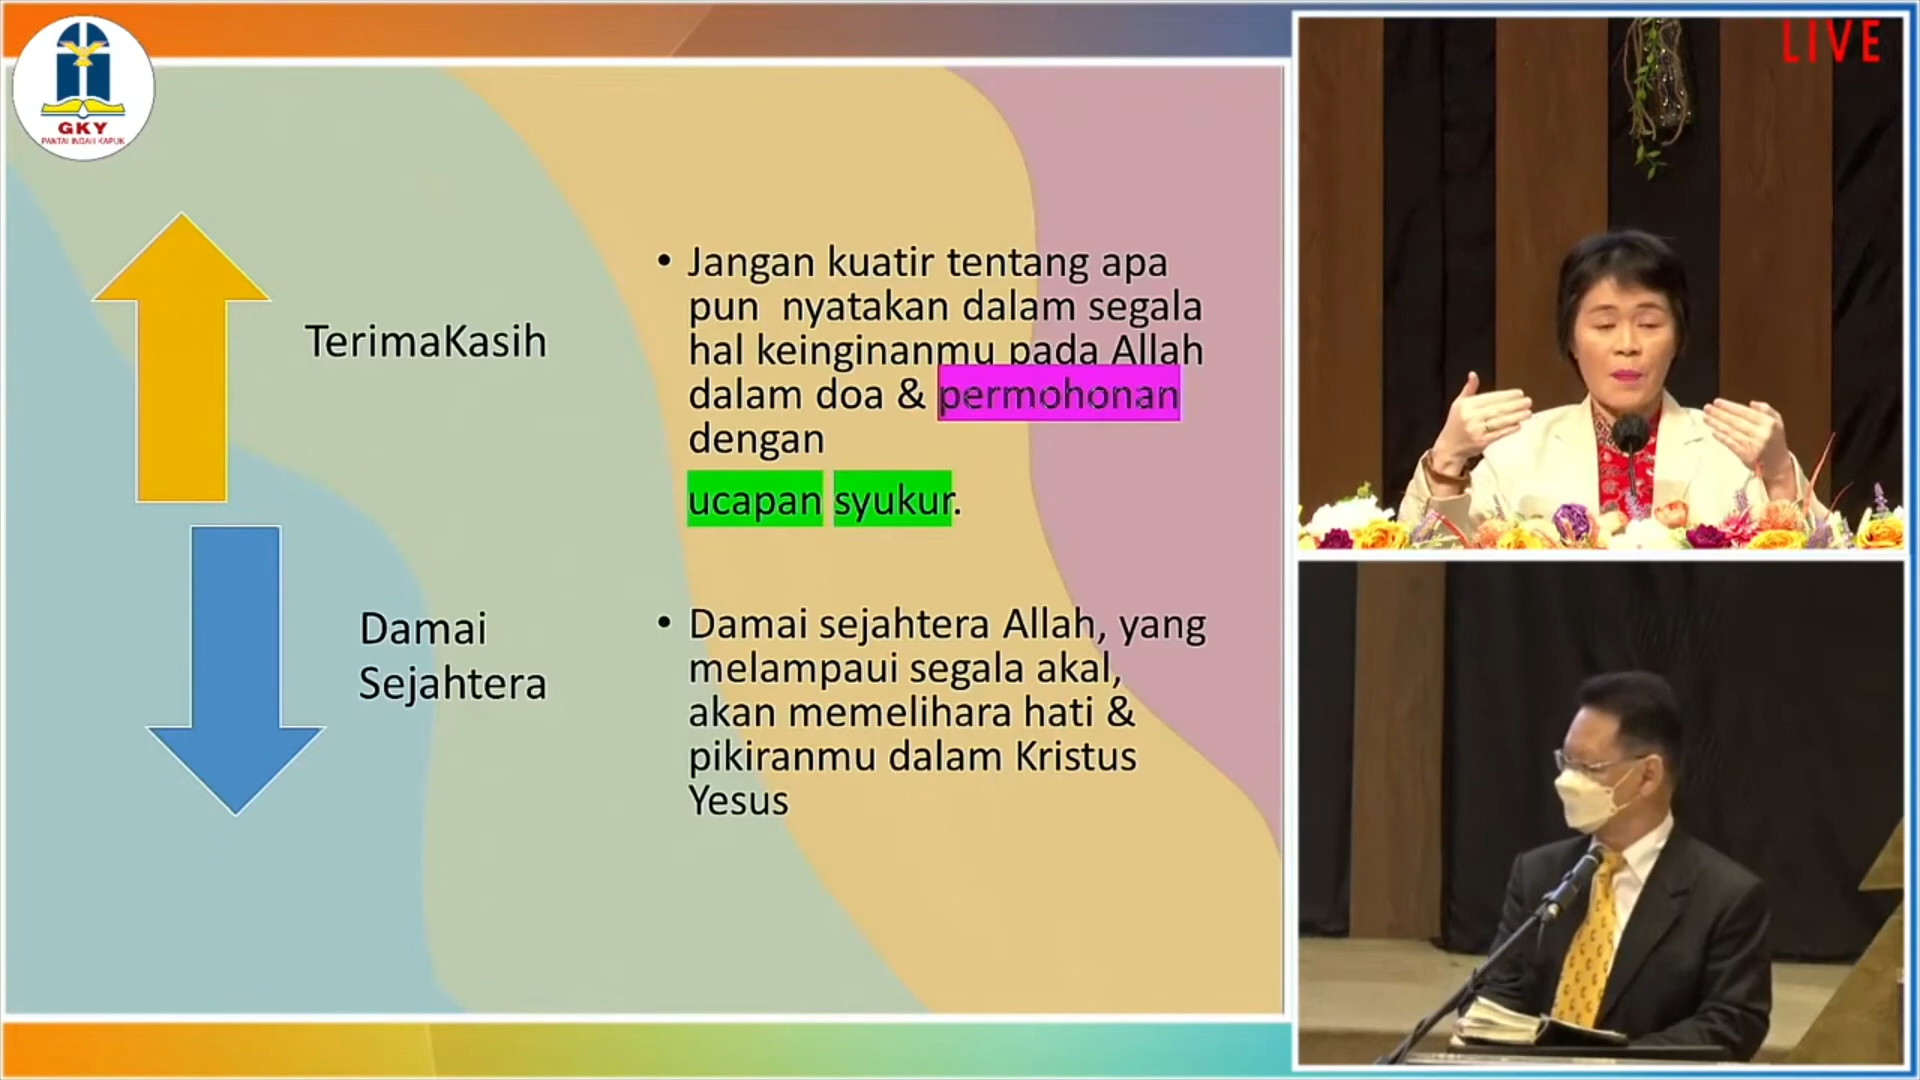 GKY
PANTAI INDAH KAPUK
LIVE
TerimaKasih
• Jangan kuatir tentang apa
pun nyatakan dalam segala
hal keinginanmu pada Allah
dalam doa & permohonan
dengan
ucapan syukur.
Damai
Sejahtera
• Damai sejahtera Allah, yang
melampaui segala akal,
akan memelihara hati &
pikiranmu dalam Kristus
Yesus